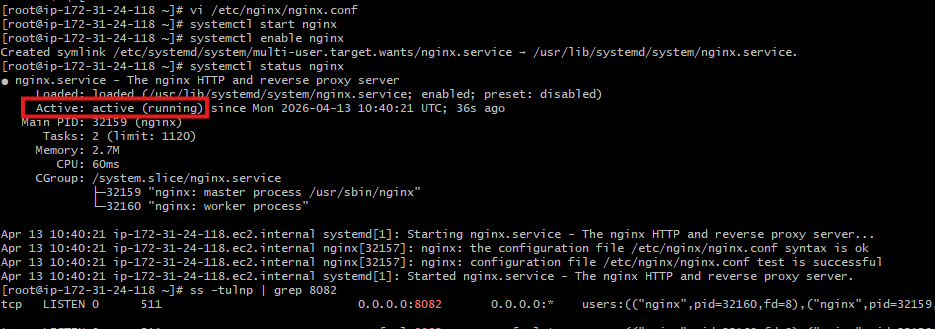 [root@ip-172-31-24-118 ~]# vi /etc/nginx/nginx.conf
[root@ip-172-31-24-118 ~]# systemctl start nginx
[root@ip-172-31-24-118 ~]# systemctl enable nginx
Created symlink /etc/systemd/system/multi-user.target.wants/nginx.service → /usr/lib/systemd/system/nginx.service.
[root@ip-172-31-24-118 ~]# systemctl status nginx
● nginx.service - The nginx HTTP and reverse proxy server
Loaded: loaded (/usr/lib/systemd/system/nginx.service; enabled; preset: disabled)
Active: active (running) since Mon 2026-04-13 10:40:21 UTC; 36s ago
Main PID: 32159 (nginx)
Tasks: 2 (limit: 1120)
Memory: 2.7M
CPU: 60ms
CGroup: /system.slice/nginx.service
├─32159 "nginx: master process /usr/sbin/nginx"
└─32160 "nginx: worker process"
Apr 13 10:40:21 ip-172-31-24-118.ec2.internal systemd[1]: Starting nginx.service - The nginx HTTP and reverse proxy server...
Apr 13 10:40:21 ip-172-31-24-118.ec2.internal nginx[32157]: nginx: the configuration file /etc/nginx/nginx.conf syntax is ok
Apr 13 10:40:21 ip-172-31-24-118.ec2.internal nginx[32157]: nginx: configuration file /etc/nginx/nginx.conf test is successful
Apr 13 10:40:21 ip-172-31-24-118.ec2.internal systemd[1]: Started nginx.service - The nginx HTTP and reverse proxy server.
[root@ip-172-31-24-118 ~]# ss -tulnp | grep 8082
tcp LISTEN 0 511 0.0.0.0:8082 0.0.0.0:* users:(("nginx",pid=32160,fd=8),("nginx",pid=32159,